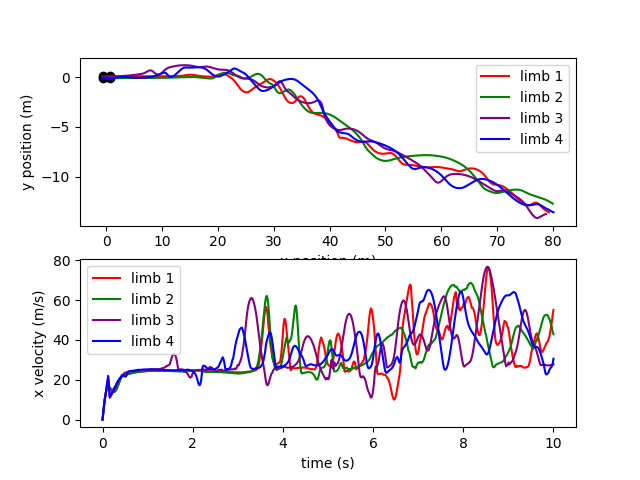 0
−5
−10
y position (m)
limb 1
limb 2
limb 3
limb 4
0 10 20 30 40 50 60 70 80
80
60
40
20
0
x velocity (m/s)
limb 1
limb 2
limb 3
limb 4
0 2 4 6 8 10
time (s)